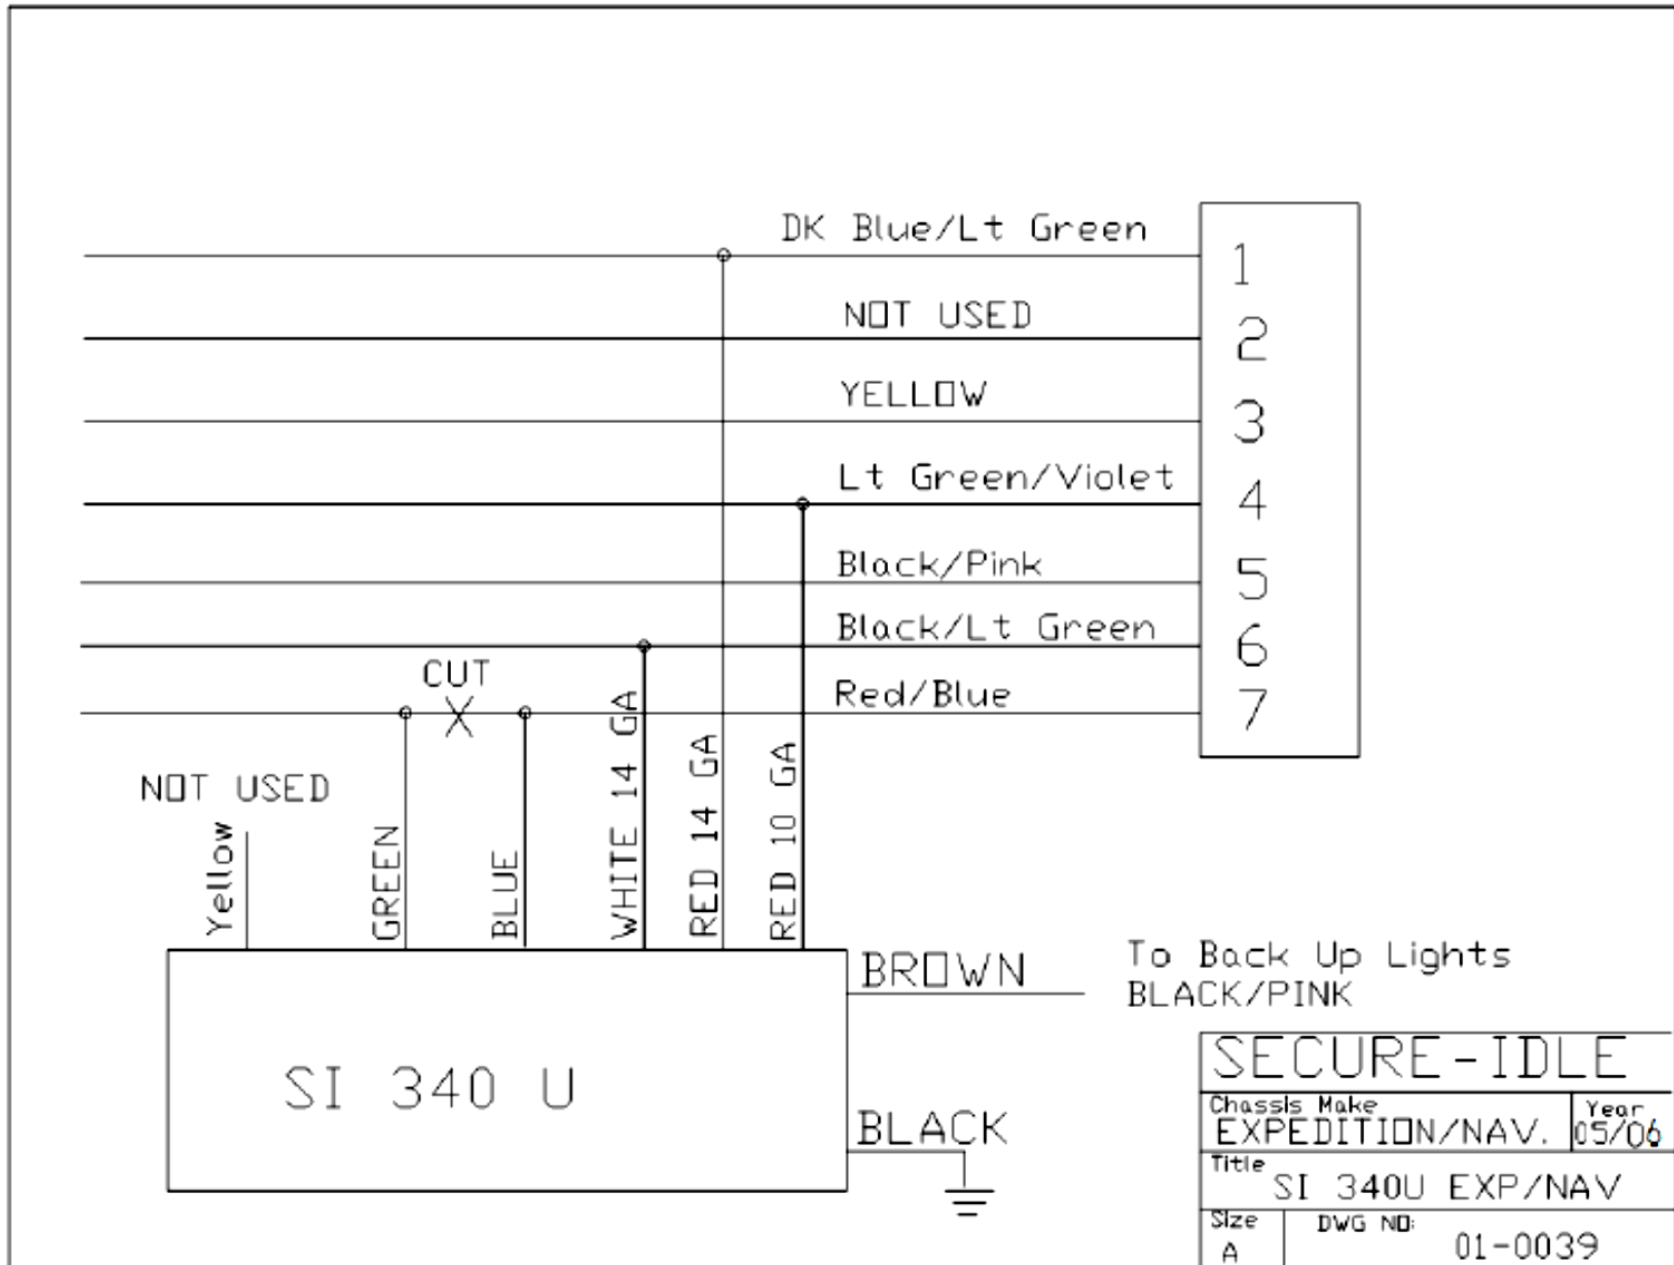 DK Blue/Lt Green
1
NOT USED
2
YELLOW
3
Lt Green/Violet
4
Black/Pink
5
Black/Lt Green
6
CUT
Red/Blue
7
NOT USED
Yellow
GREEN
BLUE
WHITE 14 GA
RED 14 GA
RED 10 GA
BROWN
To Back Up Lights
BLACK/PINK
SI 340 U
BLACK
SECURE-IDLE
Chassis Make
EXPEDITION/NAV.
Year
05/06
Title
SI 340U EXP/NAV
Size
A
DWG NO:
01-0039